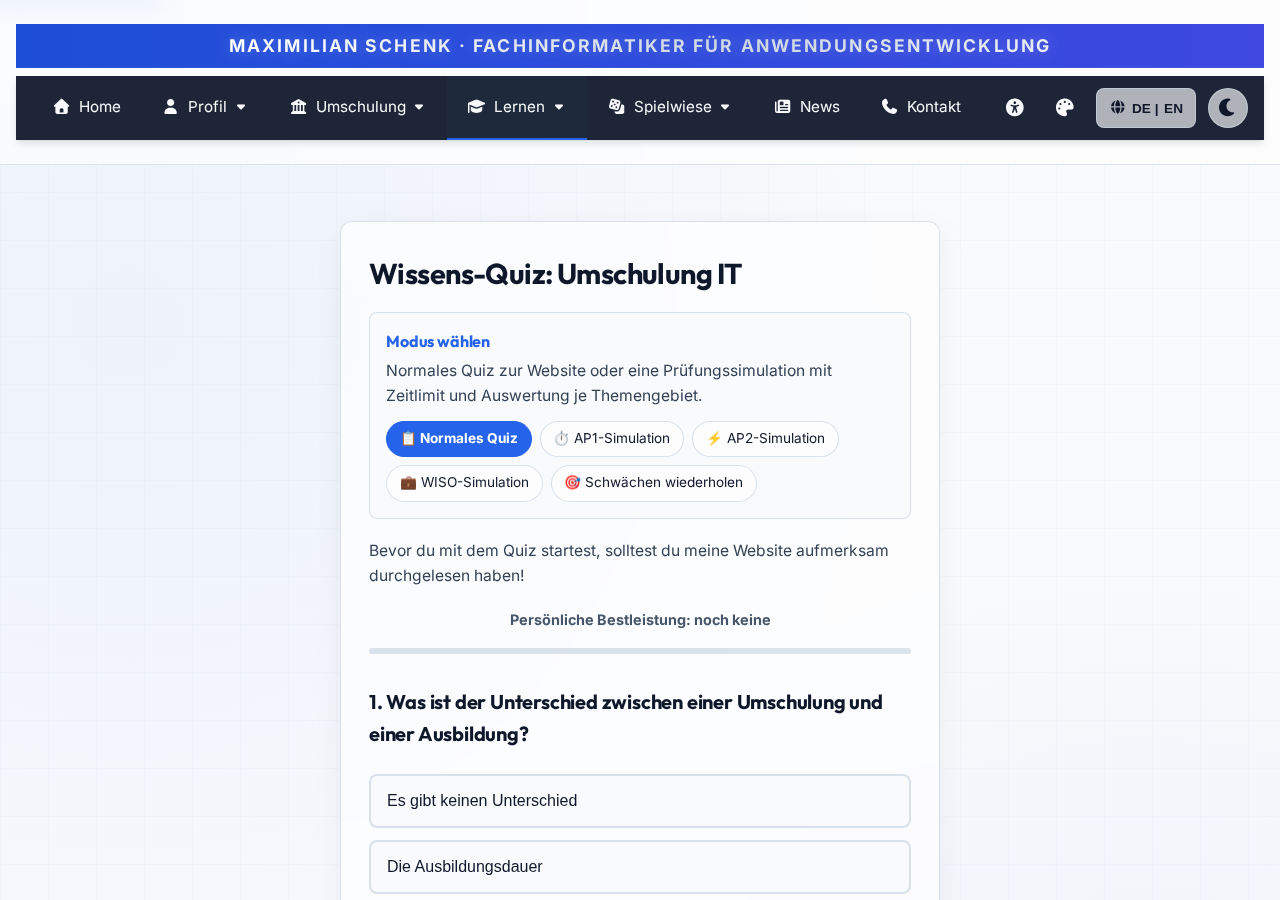 MAXIMILIAN SCHENK · FACHINFORMATIKER FÜR ANWENDUNGSENTWICKLUNG
Home Profil Umschulung Lernen Spielwiese News Kontakt DE | EN
Wissens-Quiz: Umschulung IT
Modus wählen
Normales Quiz zur Website oder eine Prüfungssimulation mit
Zeitlimit und Auswertung je Themengebiet.
📋 Normales Quiz ⏱️ AP1-Simulation ⚡ AP2-Simulation
💼 WISO-Simulation 🎯 Schwächen wiederholen
Bevor du mit dem Quiz startest, solltest du meine Website aufmerksam
durchgelesen haben!
Persönliche Bestleistung: noch keine
1. Was ist der Unterschied zwischen einer Umschulung und
einer Ausbildung?
Es gibt keinen Unterschied
Die Ausbildungsdauer